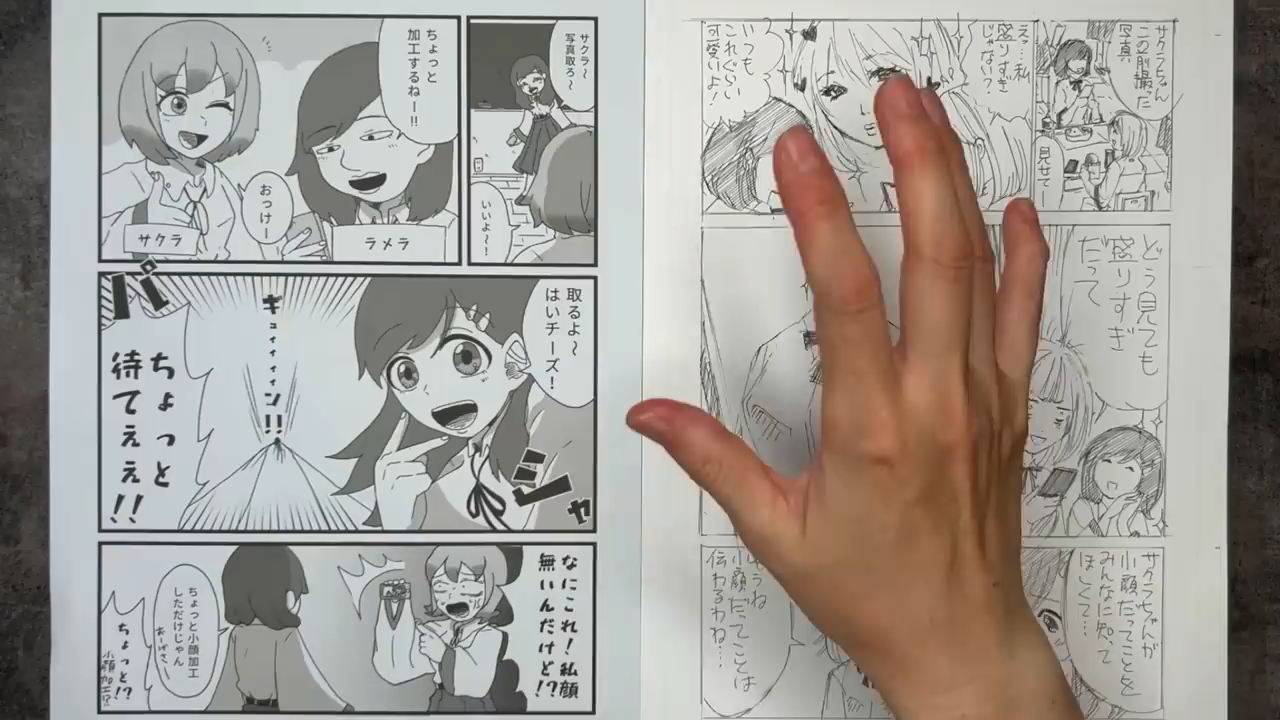 サクラ〜
写真取ろ〜
いいよ〜!
ちょっと
加工するねー!!
おっけー
ラメラ
サクラ
取るよ〜
はいチーズ!
ジャ
ギュィィィィン!!
パ
ちょっと
待てぇぇ!!
なにこれ!私顔
無いんだけど!?
ちょっと小顔加工
しただけじゃん
ちょっと!?
小顔加工!?
サクラちゃん
この前撮った
写真
見せて
えっ…私
盛りすぎ
じゃない?
いつも
これぐらい
可愛いよ!
どう見ても
盛りすぎ
だって
サクラちゃんが
小顔だってことを
みんなに知って
ほしくて…
小顔だってことは
伝わるわね…